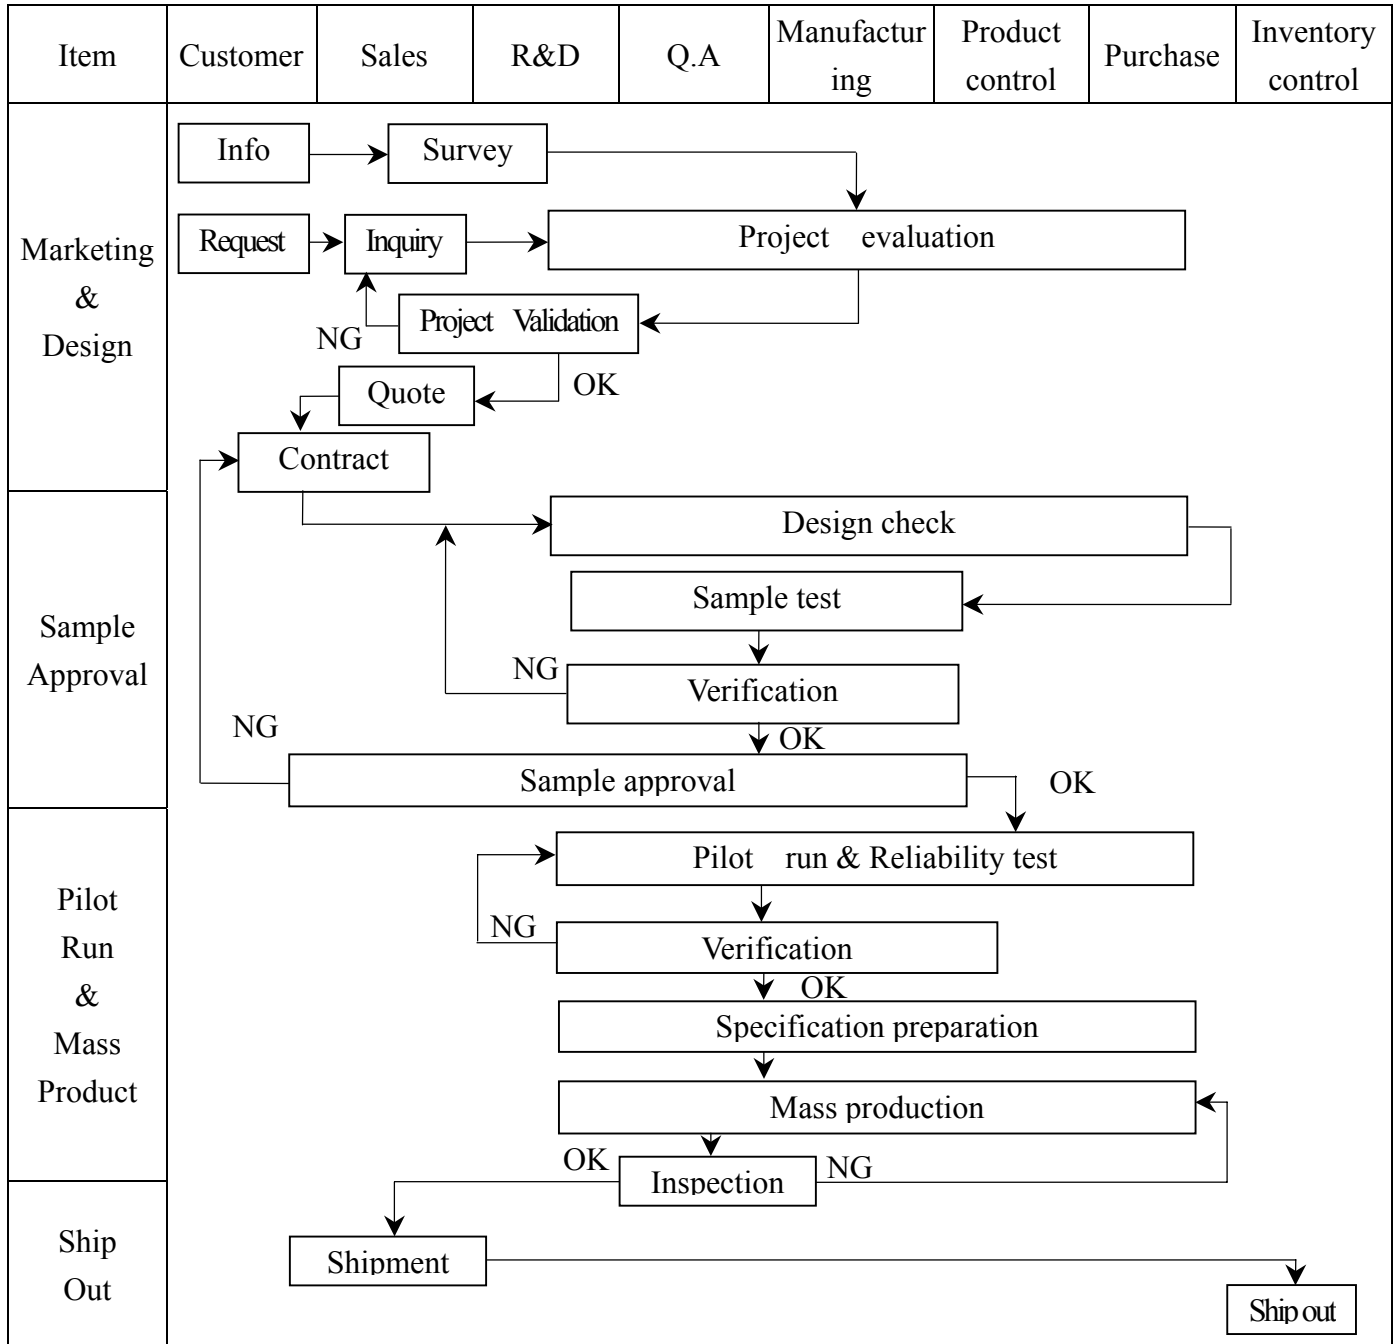 Item
Customer
Sales
R&D
Q.A
Manufactur
ing
Product
control
Purchase
Inventory
control
Marketing
&
Design
Info
Survey
Request
Inquiry
Project evaluation
NG
Project Validation
OK
Quote
Contract
Sample
Approval
Design check
Sample test
NG
Verification
NG
OK
Sample approval
OK
Pilot
Run
&
Mass
Product
Pilot run & Reliability test
NG
Verification
OK
Specification preparation
Mass production
OK
Inspection
NG
Ship
Out
Shipment
Ship out